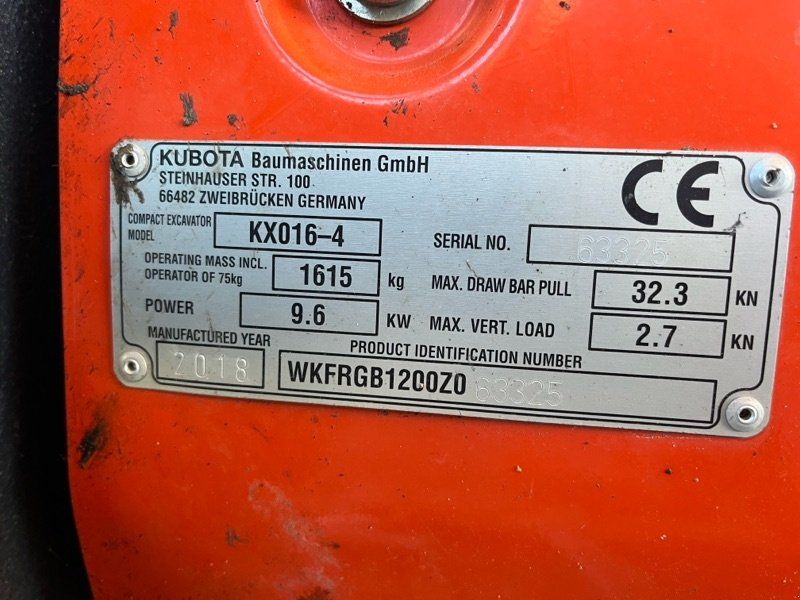 KUBOTA Baumaschinen GmbH
STEINHAUSER STR. 100
66482 ZWEIBRÜCKEN GERMANY
CE
COMPACT EXCAVATOR
MODEL
KX016-4
SERIAL NO. 63325
OPERATING MASS INCL.
OPERATOR OF 75kg
1615 kg
MAX. DRAW BAR PULL 32.3 KN
POWER 9.6 KW
MAX. VERT. LOAD 2.7 KN
MANUFACTURED YEAR
2018
PRODUCT IDENTIFICATION NUMBER
WKFRGB1200Z063325